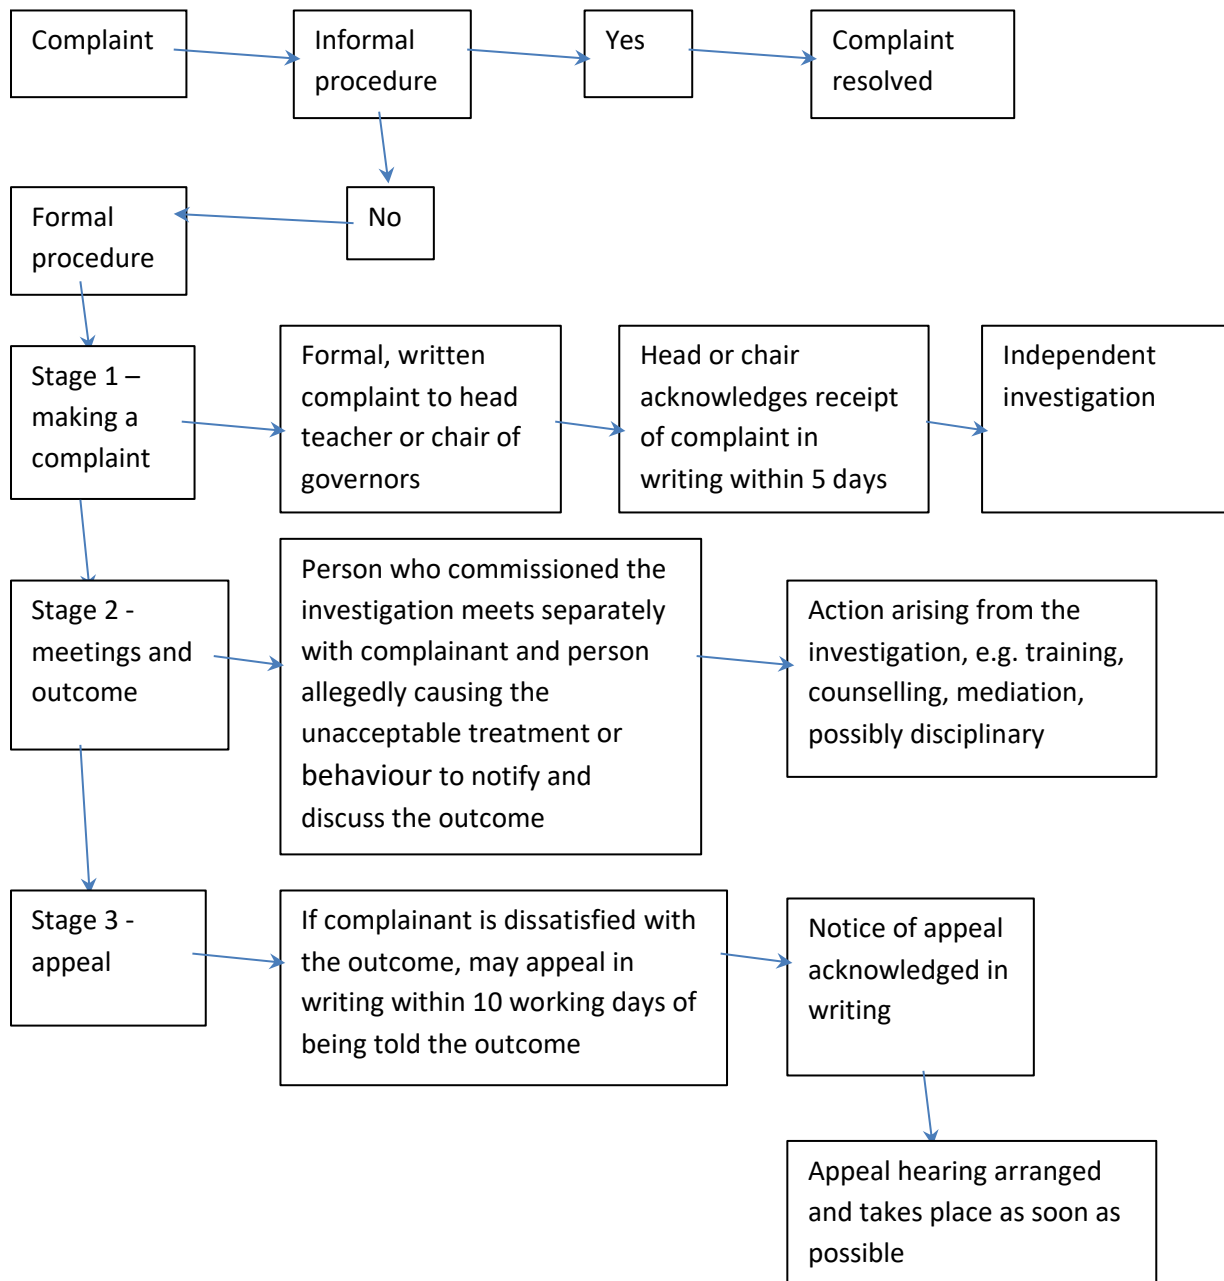 Complaint
Informal
procedure
Yes
Complaint
resolved
Formal
procedure
No
Stage 1 –
making a
complaint
Formal, written
complaint to head
teacher or chair of
governors
Head or chair
acknowledges receipt
of complaint in
writing within 5 days
Independent
investigation
Stage 2 -
meetings and
outcome
Person who commissioned the
investigation meets separately
with complainant and person
allegedly causing the
unacceptable treatment or
behaviour to notify and
discuss the outcome
Action arising from the
investigation, e.g. training,
counselling, mediation,
possibly disciplinary
Stage 3 -
appeal
If complainant is dissatisfied with
the outcome, may appeal in
writing within 10 working days of
being told the outcome
Notice of appeal
acknowledged in
writing
Appeal hearing arranged
and takes place as soon as
possible